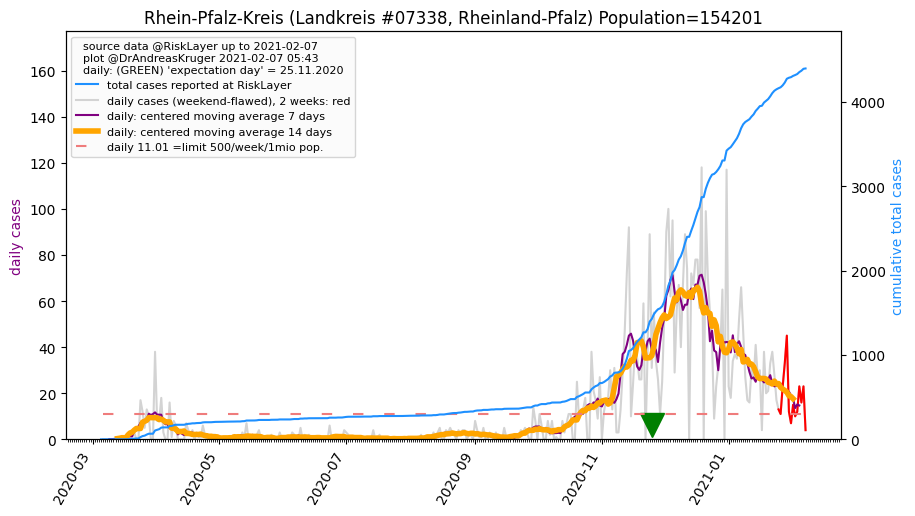 Rhein-Pfalz-Kreis (Landkreis #07338, Rheinland-Pfalz) Population=154201
source data @RiskLayer up to 2021-02-07
plot @DrAndreasKruger 2021-02-07 05:43
daily: (GREEN) 'expectation day' = 25.11.2020
total cases reported at RiskLayer
daily cases (weekend-flawed), 2 weeks: red
daily: centered moving average 7 days
daily: centered moving average 14 days
daily 11.01 =limit 500/week/1mio pop.
daily cases
160
140
120
100
80
60
40
20
0
cumulative total cases
4000
3000
2000
1000
0
2020-03
2020-05
2020-07
2020-09
2020-11
2021-01